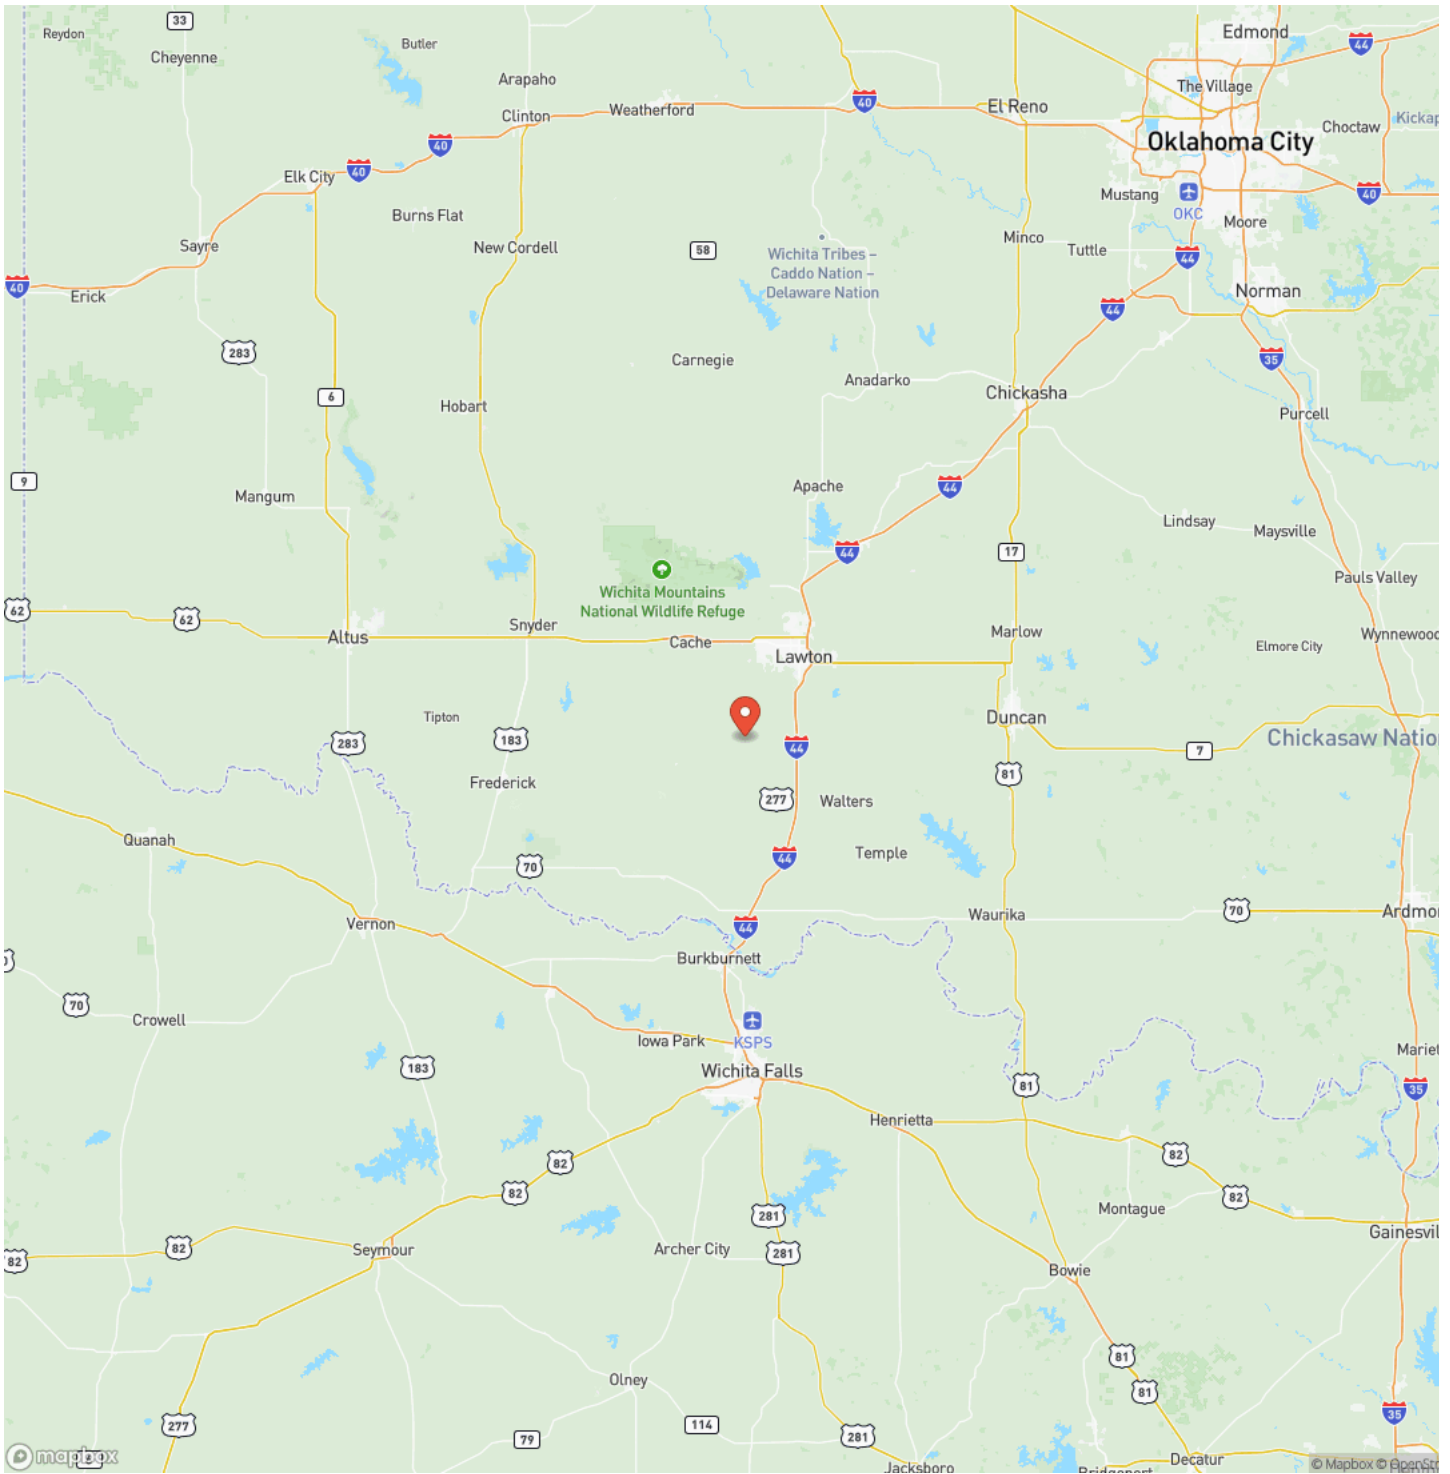 33
Reydon
Cheyenne
Butler
Arapaho
Clinton
Weatherford
40
El Reno
Edmond
44
The Village
Choctaw
Oklahoma City
40
40
Elk City
Burns Flat
Mustang
OKC
40
Moore
Sayre
New Cordell
58
Wichita Tribes –
Caddo Nation –
Delaware Nation
Minco
Tuttle
44
Norman
40
Erick
44
283
Carnegie
Anadarko
35
6
Hobart
Chickasha
Purcell
9
Mangum
Apache
44
Lindsay
Maysville
44
17
Wichita Mountains
National Wildlife Refuge
Pauls Valley
62
62
Altus
Snyder
Cache
Lawton
Marlow
Elmore City
Tipton
Duncan
283
183
44
7
81
Frederick
277
Walters
Quanah
70
44
Temple
Vernon
44
Waurika
70
Burkburnett
70
Crowell
KSPS
Iowa Park
183
Wichita Falls
81
35
Henrietta
82
82
82
82
281
Montague
82
82
Seymour
Archer City
281
Bowie
81
81
Olney
277
79
114
281
35
mapbox
Jacksboro
Decatur
© Mapbox ©